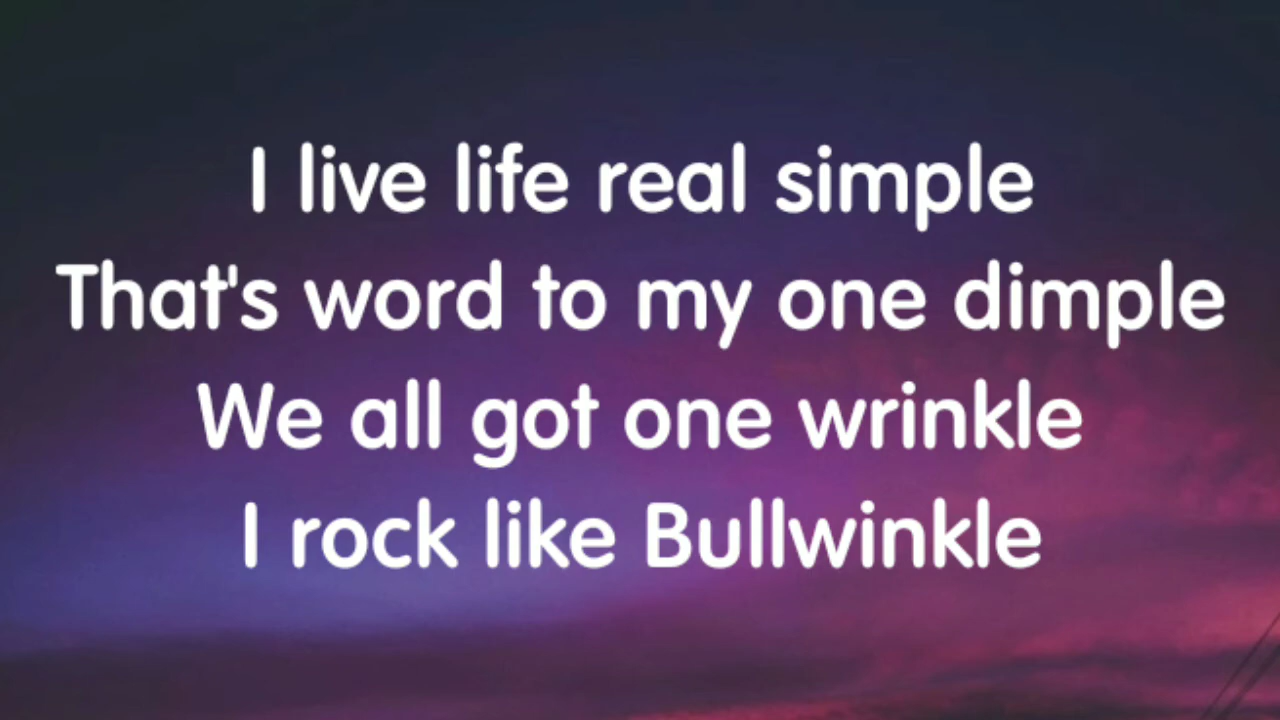 I live life real simple
That's word to my one dimple
We all got one wrinkle
I rock like Bullwinkle